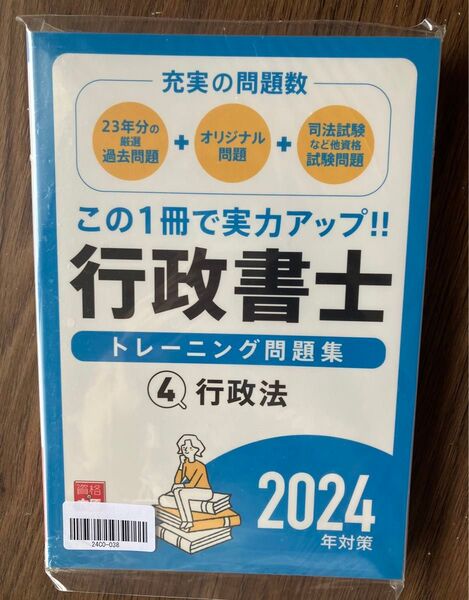 充実の問題数
23年分の
厳選
過去問題
+
オリジナル
問題
+
司法試験
など他資格
試験問題
この1冊で実力アップ!!
行政書士
トレーニング問題集
4 行政法
資格
2024
年対策
24C0-038